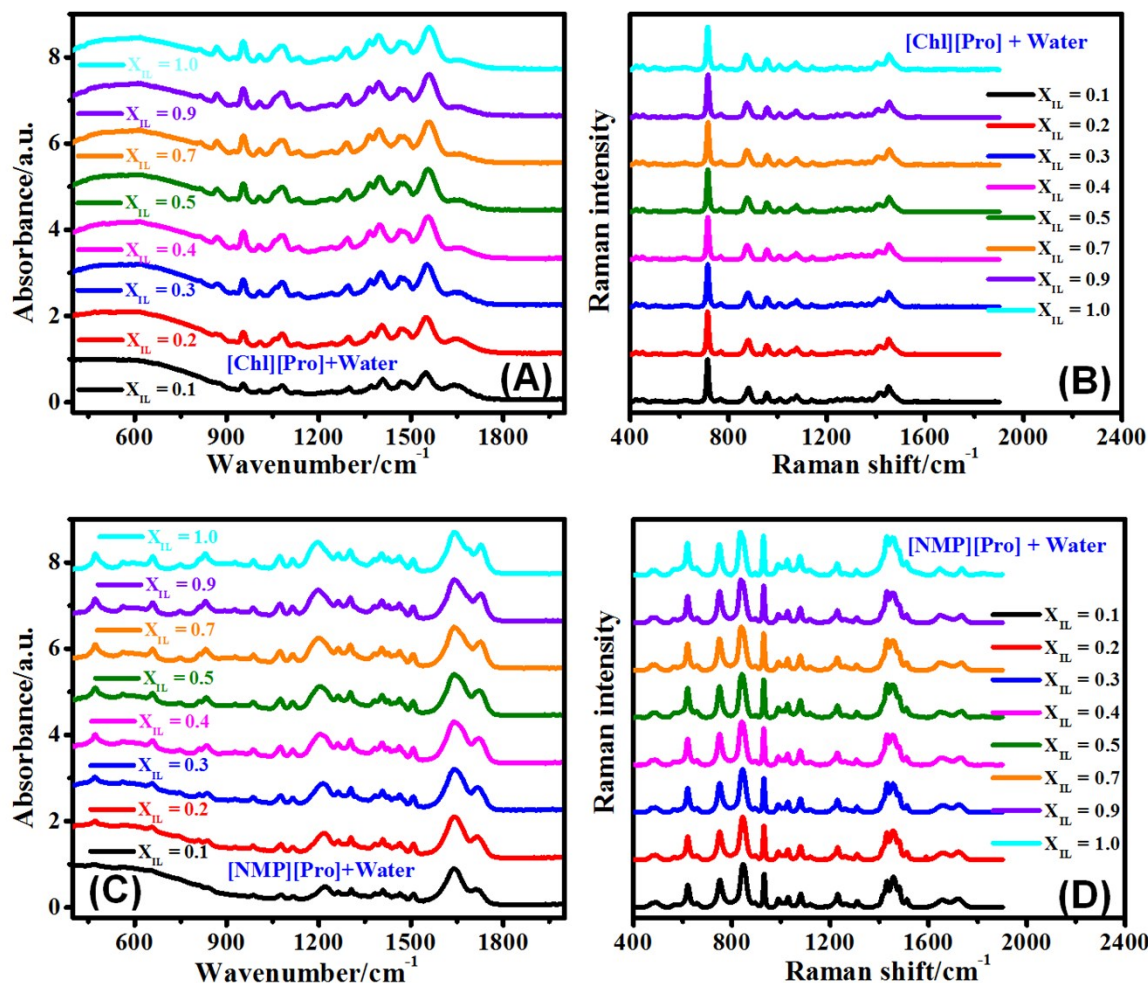 8
6
4
2
0
Absorbance/a.u.
X_IL = 1.0
X_IL = 0.9
X_IL = 0.7
X_IL = 0.5
X_IL = 0.4
X_IL = 0.3
X_IL = 0.2
X_IL = 0.1
[Chl][Pro]+Water
(A)
600 900 1200 1500 1800
Wavenumber/cm⁻¹
Raman intensity
[Chl][Pro] + Water
X_IL = 0.1
X_IL = 0.2
X_IL = 0.3
X_IL = 0.4
X_IL = 0.5
X_IL = 0.7
X_IL = 0.9
X_IL = 1.0
(B)
400 800 1200 1600 2000 2400
Raman shift/cm⁻¹
8
6
4
2
0
Absorbance/a.u.
X_IL = 1.0
X_IL = 0.9
X_IL = 0.7
X_IL = 0.5
X_IL = 0.4
X_IL = 0.3
X_IL = 0.2
X_IL = 0.1
[NMP][Pro]+Water
(C)
600 900 1200 1500 1800
Wavenumber/cm⁻¹
Raman intensity
[NMP][Pro] + Water
X_IL = 0.1
X_IL = 0.2
X_IL = 0.3
X_IL = 0.4
X_IL = 0.5
X_IL = 0.7
X_IL = 0.9
X_IL = 1.0
(D)
400 800 1200 1600 2000 2400
Raman shift/cm⁻¹